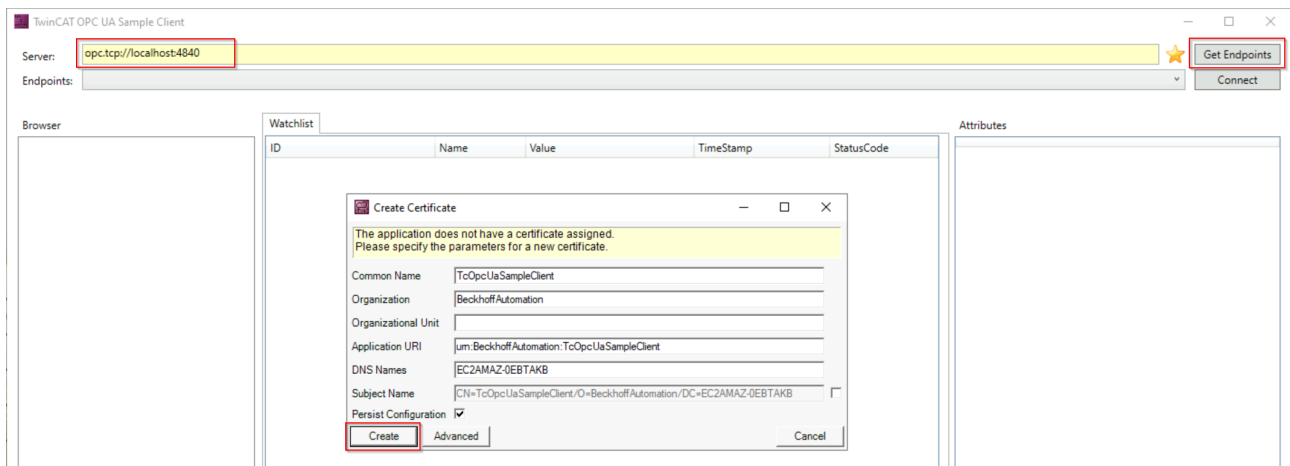 TwinCAT OPC UA Sample Client
Server: opc.tcp://localhost:4840 Get Endpoints
Endpoints: Connect
Browser Watchlist Attributes
ID Name Value TimeStamp StatusCode
Create Certificate
The application does not have a certificate assigned.
Please specify the parameters for a new certificate.
Common Name TcOpcUaSampleClient
Organization BeckhoffAutomation
Organizational Unit
Application URI urn:BeckhoffAutomation:TcOpcUaSampleClient
DNS Names EC2AMAZ-0EBTAKB
Subject Name CN=TcOpcUaSampleClient/O=BeckhoffAutomation/DC=EC2AMAZ-0EBTAKB
Persist Configuration
Create Advanced Cancel